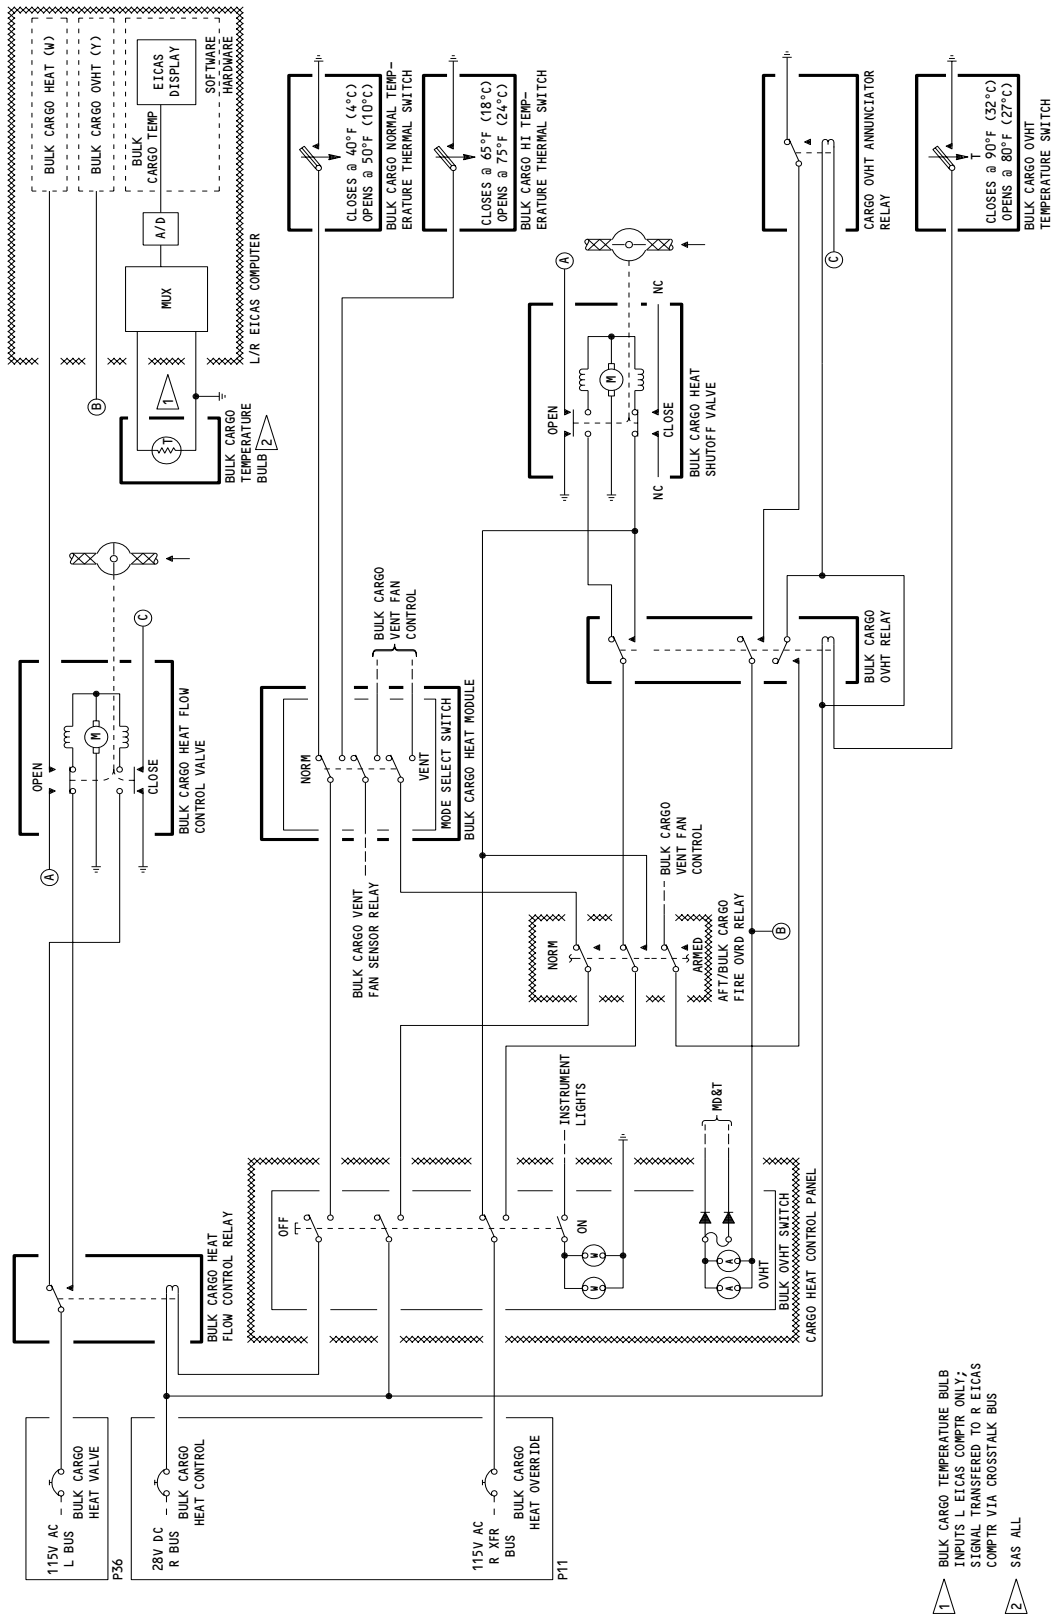 115V AC
L BUS
BULK CARGO
HEAT VALVE
P36
28V DC
R BUS
BULK CARGO
HEAT CONTROL
115V AC
R XFR
BUS
BULK CARGO
HEAT OVERRIDE
P11
BULK CARGO HEAT
FLOW CONTROL RELAY
OFF
ON
INSTRUMENT
LIGHTS
W
W
A
A
MD&T
OVHT
BULK OVHT SWITCH
CARGO HEAT CONTROL PANEL
A
OPEN
M
CLOSE
C
BULK CARGO HEAT FLOW
CONTROL VALVE
NORM
VENT
MODE SELECT SWITCH
BULK CARGO HEAT MODULE
BULK CARGO
VENT FAN
CONTROL
BULK CARGO VENT
FAN SENSOR RELAY
NORM
ARMED
AFT/BULK CARGO
FIRE OVRD RELAY
BULK CARGO
VENT FAN
CONTROL
B
BULK CARGO
OVHT RELAY
OPEN
M
CLOSE
NC
NC
A
BULK CARGO HEAT
SHUTOFF VALVE
BULK CARGO HEAT (W)
BULK CARGO OVHT (Y)
B
BULK
CARGO TEMP
EICAS
DISPLAY
SOFTWARE
HARDWARE
A/D
MUX
L/R EICAS COMPUTER
1
T
BULK CARGO
TEMPERATURE
BULB
2
CLOSES @ 40°F (4°C)
OPENS @ 50°F (10°C)
BULK CARGO NORMAL TEMP-
ERATURE THERMAL SWITCH
CLOSES @ 65°F (18°C)
OPENS @ 75°F (24°C)
BULK CARGO HI TEMP-
ERATURE THERMAL SWITCH
C
CARGO OVHT ANNUNCIATOR
RELAY
T
CLOSES @ 90°F (32°C)
OPENS @ 80°F (27°C)
BULK CARGO OVHT
TEMPERATURE SWITCH
1
BULK CARGO TEMPERATURE BULB
INPUTS L EICAS COMPTR ONLY;
SIGNAL TRANSFERED TO R EICAS
COMPTR VIA CROSSTALK BUS
2
SAS ALL